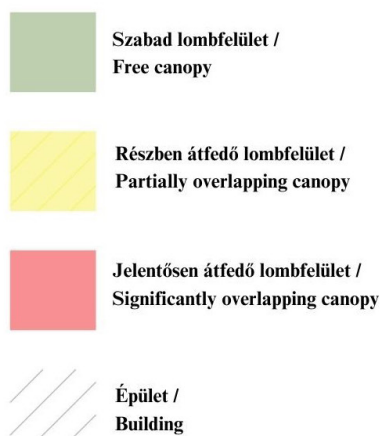 Szabad lombfelület /
Free canopy
Részben átfedő lombfelület /
Partially overlapping canopy
Jelentősen átfedő lombfelület /
Significantly overlapping canopy
Épület /
Building